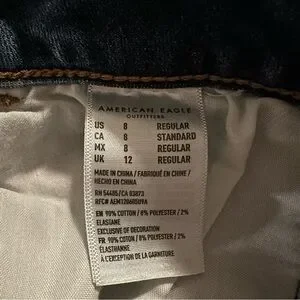 AMERICAN EAGLE
OUTFITTERS
US 8 REGULAR
CA 8 STANDARD
MX 8 REGULAR
UK 12 REGULAR
MADE IN CHINA / FABRIQUÉ EN CHINE /
HECHO EN CHINA
RN 54485/CA 03873
EN 90% COTTON / 8% POLYESTER / 2%
ELASTANE
EXCLUSIVE OF DECORATION
FR 90% COTTON / 8% POLYESTER / 2%
ÉLASTHANNE
À L'EXCEPTION DE LA GARNITURE